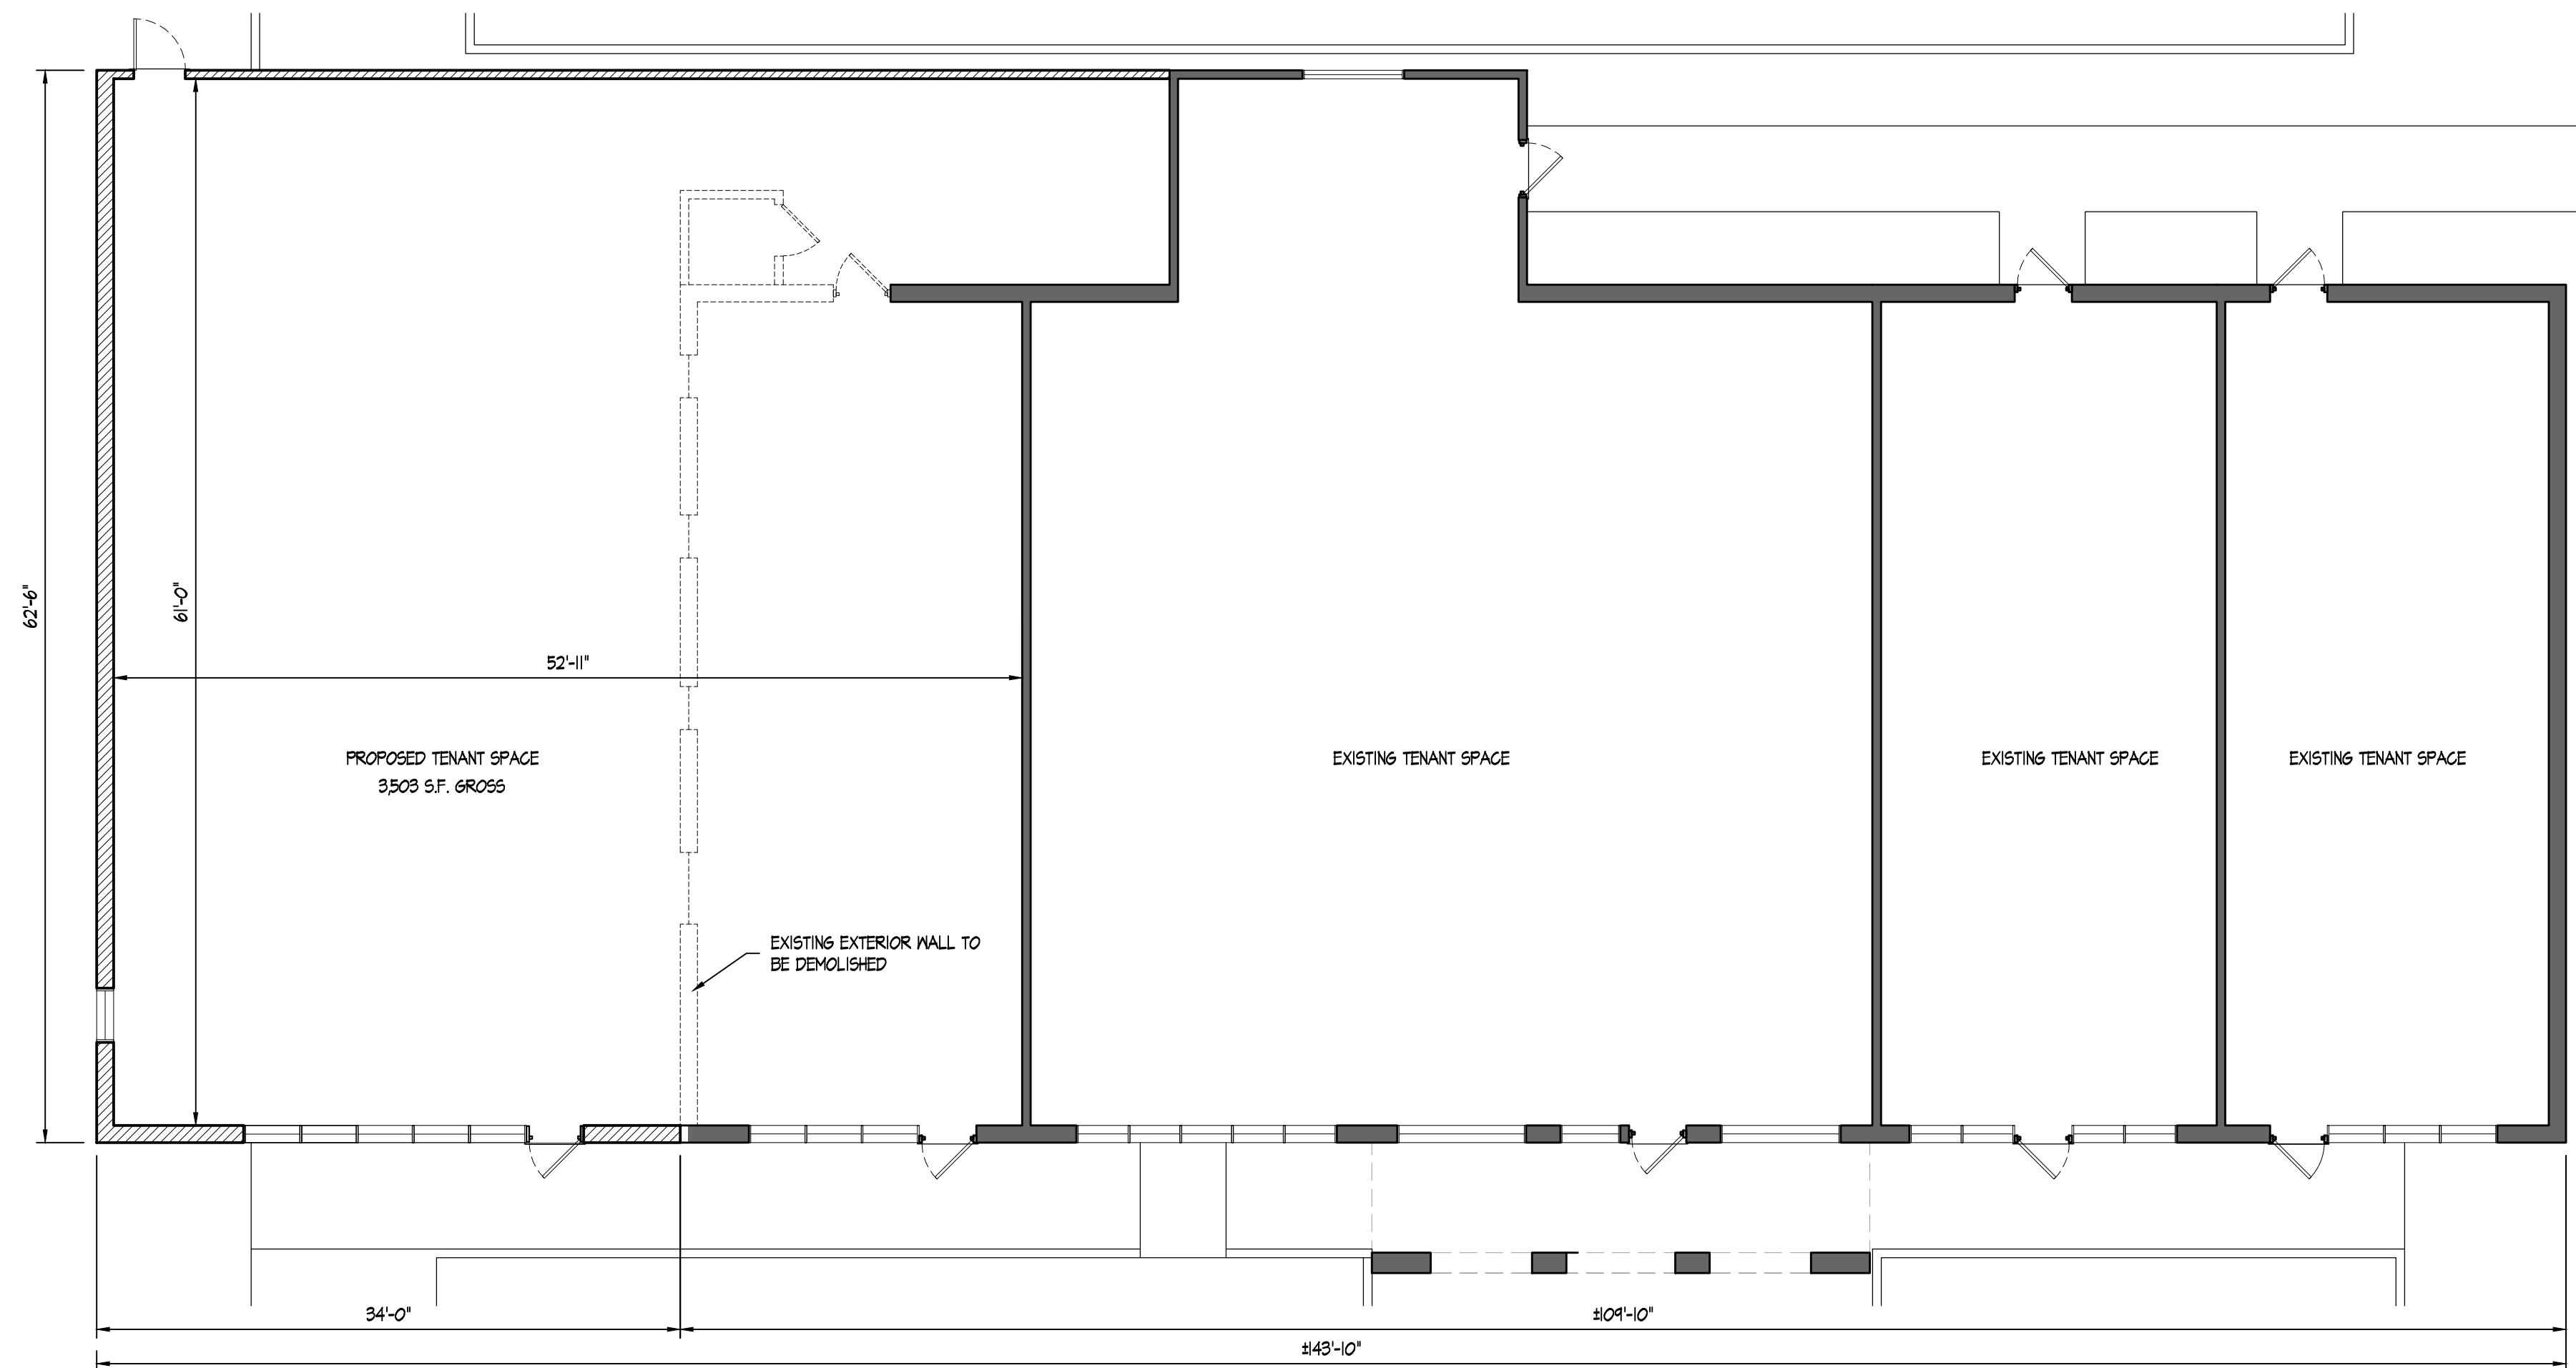 62'-6"
61'-0"
52'-11"
PROPOSED TENANT SPACE
3,503 S.F. GROSS
EXISTING TENANT SPACE
EXISTING TENANT SPACE
EXISTING TENANT SPACE
EXISTING EXTERIOR WALL TO
BE DEMOLISHED
34'-0"
±109'-10"
±143'-10"